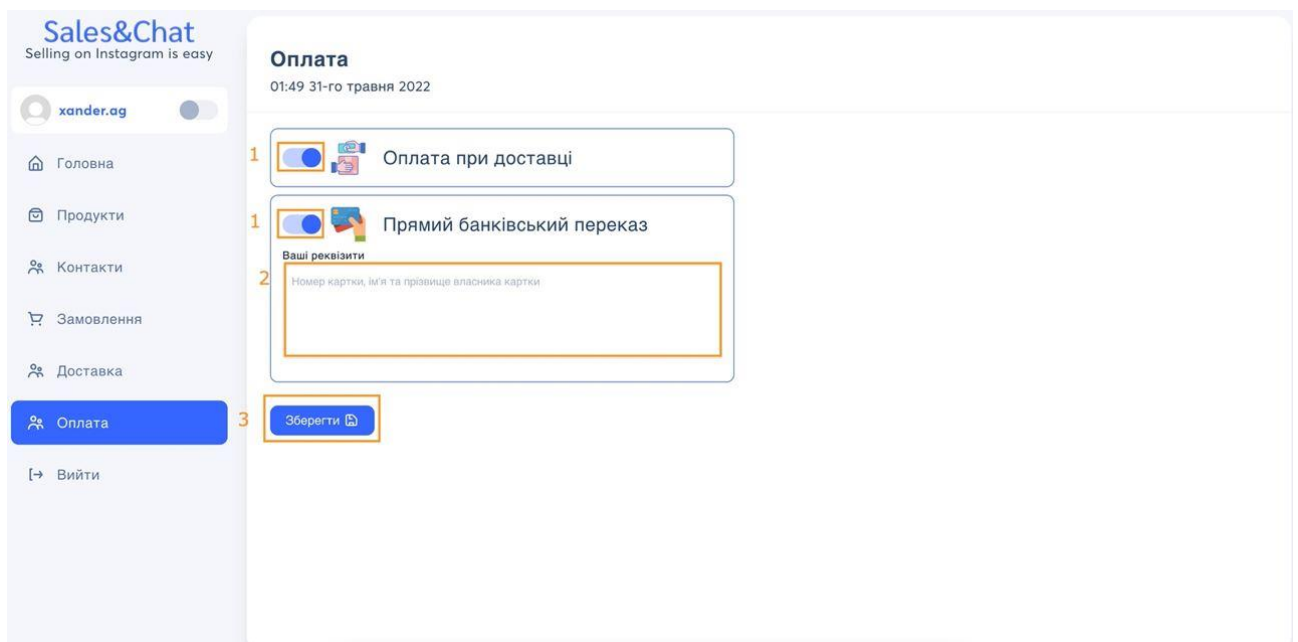 Sales&Chat
Selling on Instagram is easy
xander.ag
Головна
Продукти
Контакти
Замовлення
Доставка
Оплата
Вийти
Оплата
01:49 31-го травня 2022
1 Оплата при доставці
1 Прямий банківський переказ
Ваші реквізити
2 Номер картки, ім'я та прізвище власника картки
3 Зберегти